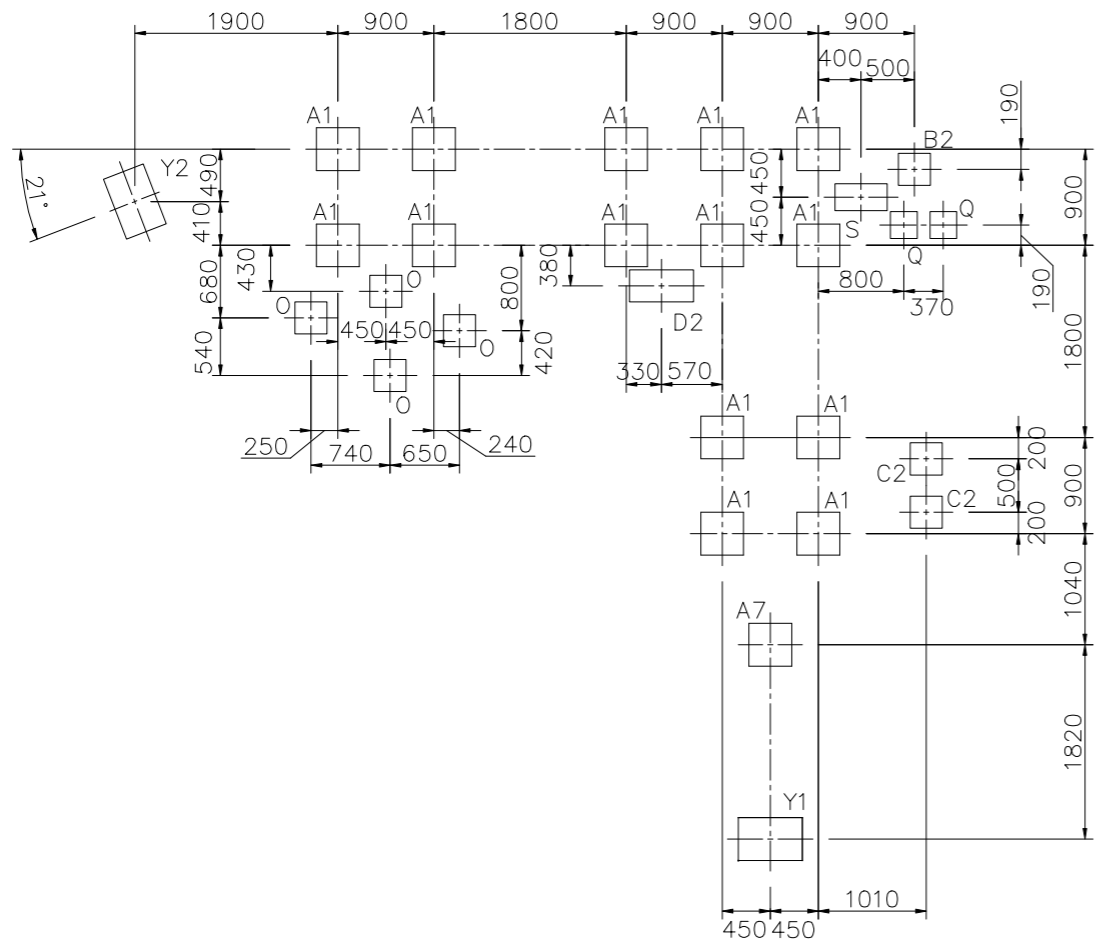 1900 900 1800 900 900 900
400 500
190
A1 A1 A1 A1 A1 B2
Y2
490 450 900
21°
410 A1 A1 A1 A1 A1 450 S Q Q
680 430 O 800 380 800 190
O 450 450 O D2 370
540 O 420 330 570 1800
250 740 650 240
A1 A1 200
C2 500 900
A1 A1 C2 200
1040
A7
1820
Y1
450 450 1010